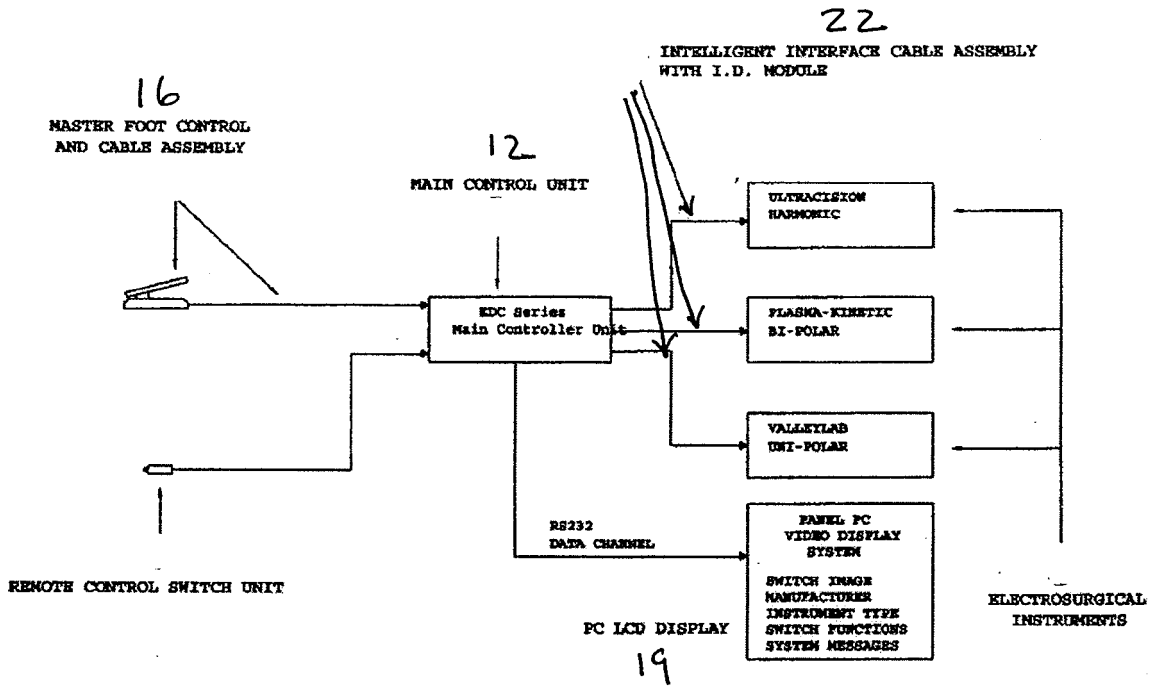 22
INTELLIGENT INTERFACE CABLE ASSEMBLY
WITH I.D. MODULE
16
MASTER FOOT CONTROL
AND CABLE ASSEMBLY
12
MAIN CONTROL UNIT
ULTRACISION
HARMONIC
EDC Series
Main Controller Unit
PLASMA-KINETIC
BI-POLAR
VALLEYLAB
UNI-POLAR
RS232
DATA CHANNEL
PANEL PC
VIDEO DISPLAY
SYSTEM
SWITCH IMAGE
MANUFACTURER
INSTRUMENT TYPE
SWITCH FUNCTIONS
SYSTEM MESSAGES
REMOTE CONTROL SWITCH UNIT
ELECTROSURGICAL
INSTRUMENTS
PC LCD DISPLAY
19